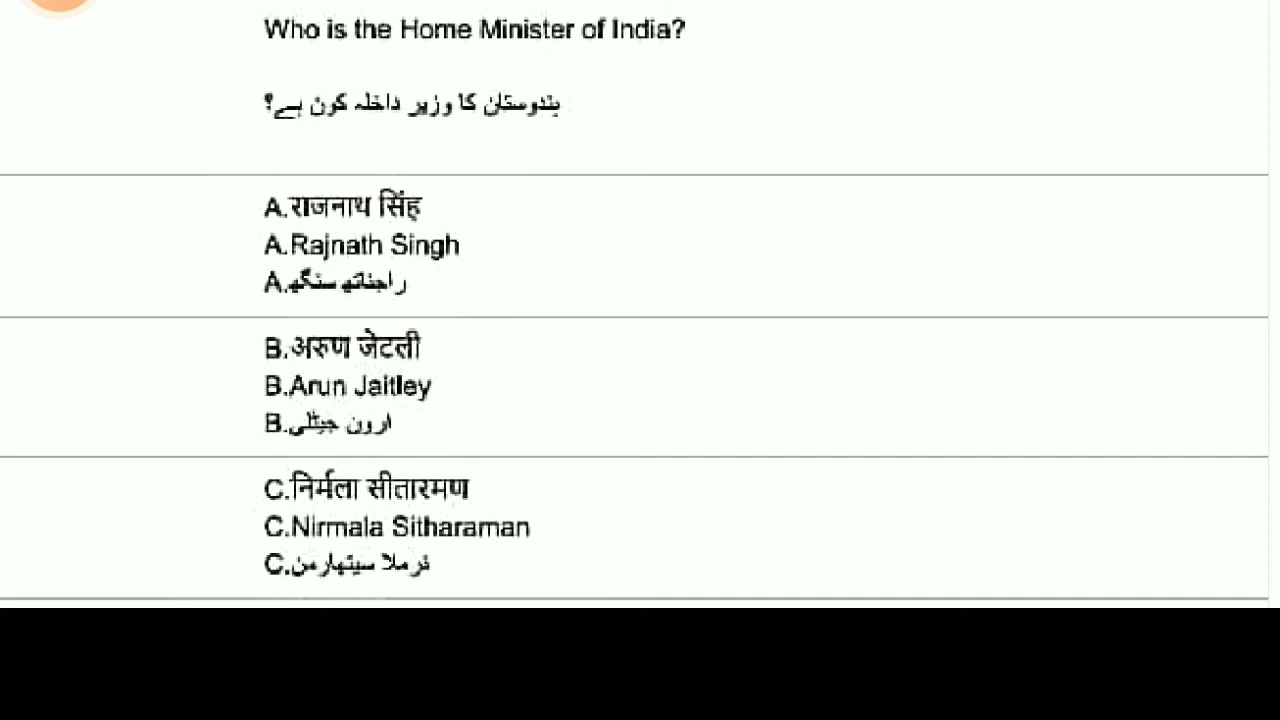 Who is the Home Minister of India?
ہندوستان کا وزیر داخلہ کون ہے؟
A.राजनाथ सिंह
A.Rajnath Singh
A.راجناتھ سنگھ
B.अरुण जेटली
B.Arun Jaitley
B.ارون جیٹلی
C.निर्मला सीतारमण
C.Nirmala Sitharaman
C.نرملا سیتھارمن